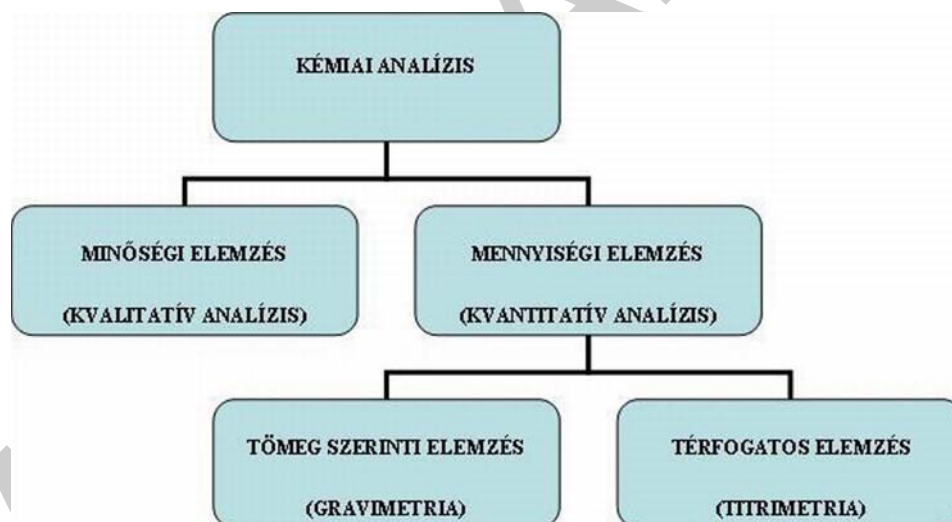 KÉMIAI ANALÍZIS
MINŐSÉGI ELEMZÉS
(KVALITATÍV ANALÍZIS)
MENNYISÉGI ELEMZÉS
(KVANTITATÍV ANALÍZIS)
TÖMEG SZERINTI ELEMZÉS
(GRAVIMETRIA)
TÉRFOGATOS ELEMZÉS
(TITRIMETRIA)